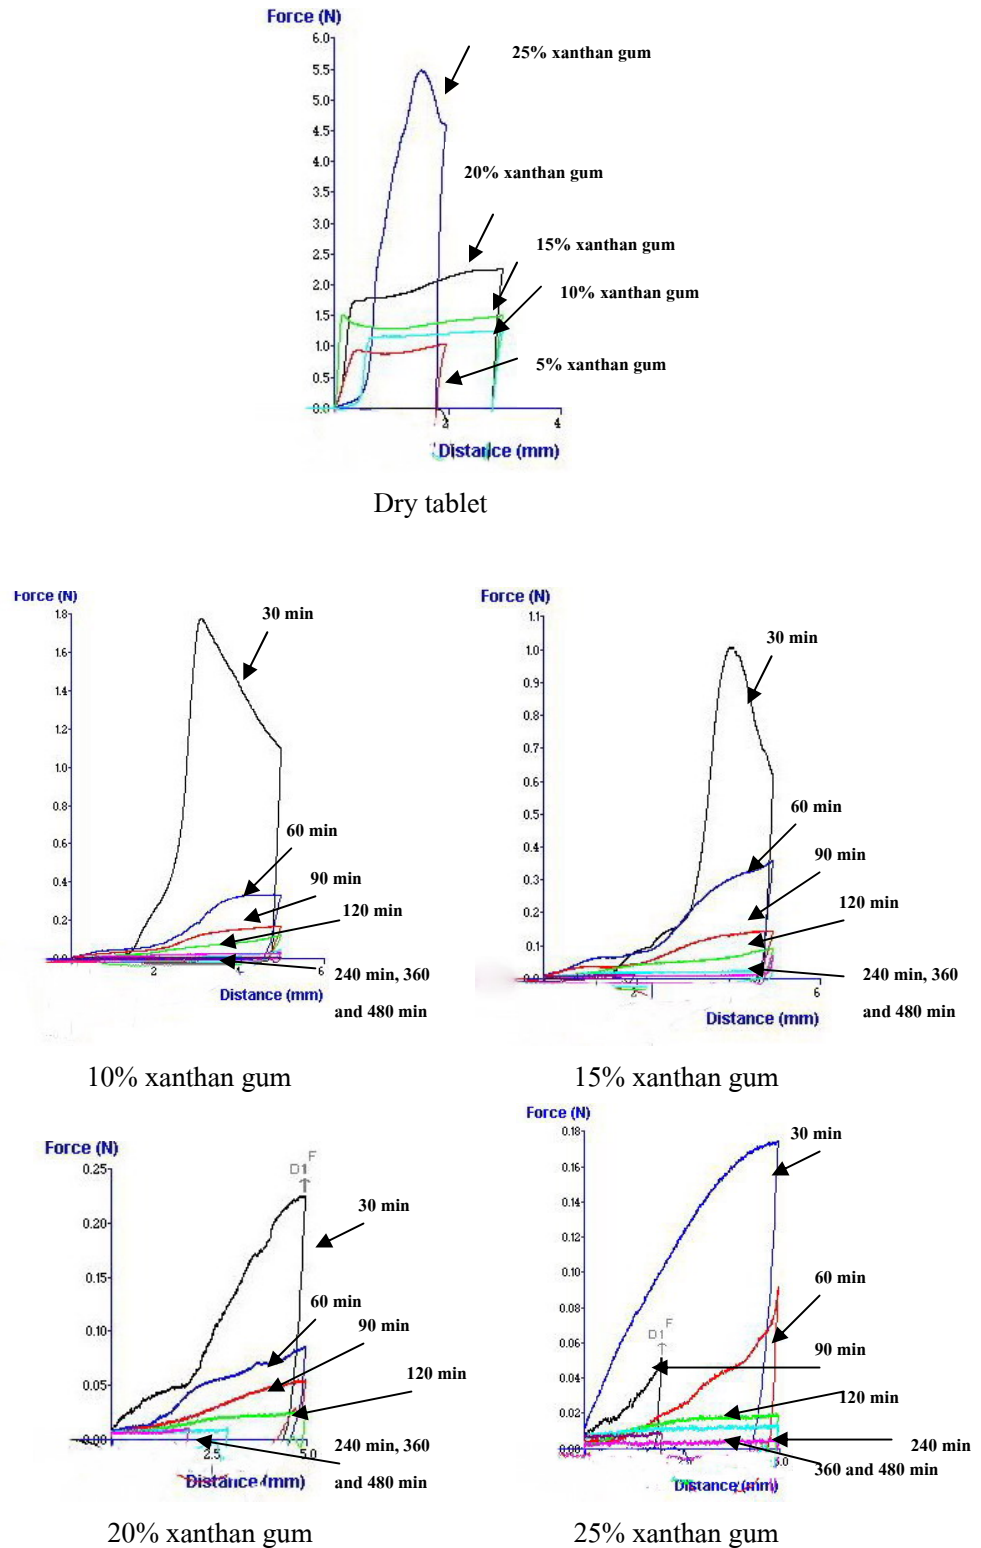 Force (N)
6.0
5.5
5.0
4.5
4.0
3.5
3.0
2.5
2.0
1.5
1.0
0.5
0.0
25% xanthan gum
20% xanthan gum
15% xanthan gum
10% xanthan gum
5% xanthan gum
2
4
Distance (mm)
Dry tablet
Force (N)
1.8
1.6
1.4
1.2
1.0
0.8
0.6
0.4
0.2
0.0
30 min
60 min
90 min
120 min
240 min, 360
and 480 min
2
4
6
Distance (mm)
10% xanthan gum
Force (N)
1.1
1.0
0.9
0.8
0.7
0.6
0.5
0.4
0.3
0.2
0.1
0.0
30 min
60 min
90 min
120 min
240 min, 360
and 480 min
2
6
Distance (mm)
15% xanthan gum
Force (N)
0.25
0.20
0.15
0.10
0.05
0.00
D1 F
30 min
60 min
90 min
120 min
240 min, 360
and 480 min
2.5
5.0
Distance (mm)
20% xanthan gum
Force (N)
0.18
0.16
0.14
0.12
0.10
0.08
0.06
0.04
0.02
0.00
D1 F
30 min
60 min
90 min
120 min
240 min
360 and 480 min
Distance (mm)
25% xanthan gum